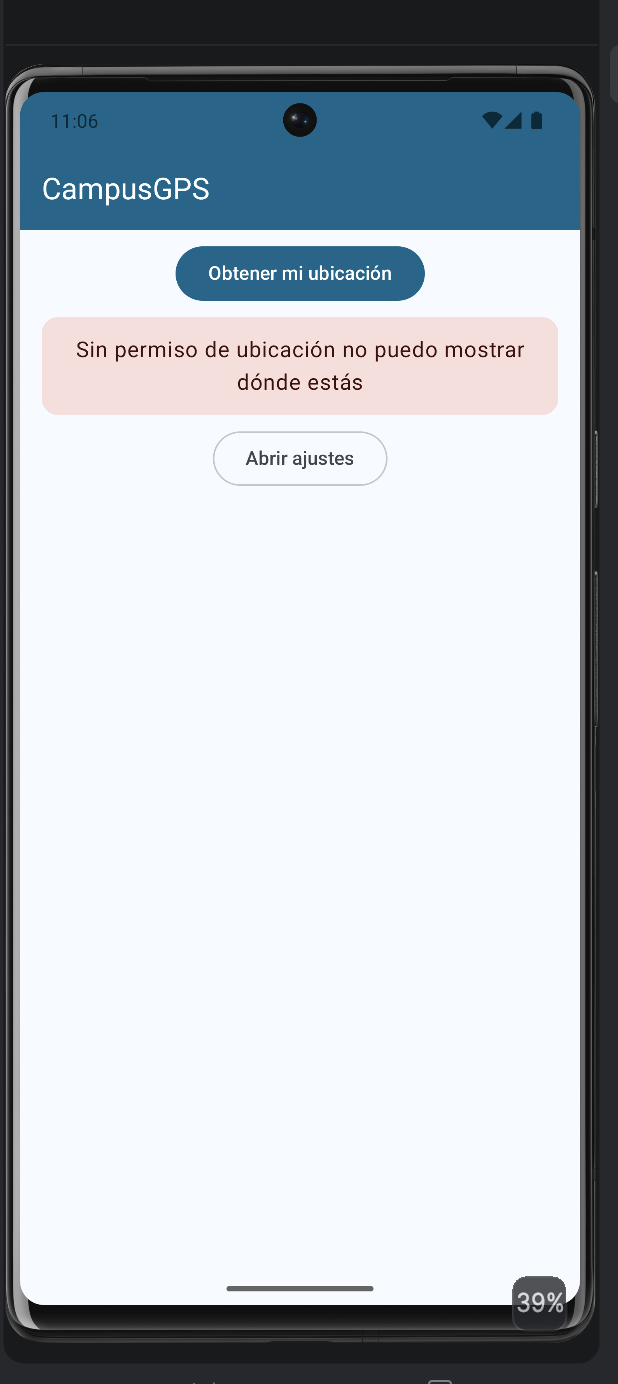 11:06
CampusGPS
Obtener mi ubicación
Sin permiso de ubicación no puedo mostrar
dónde estás
Abrir ajustes
39%